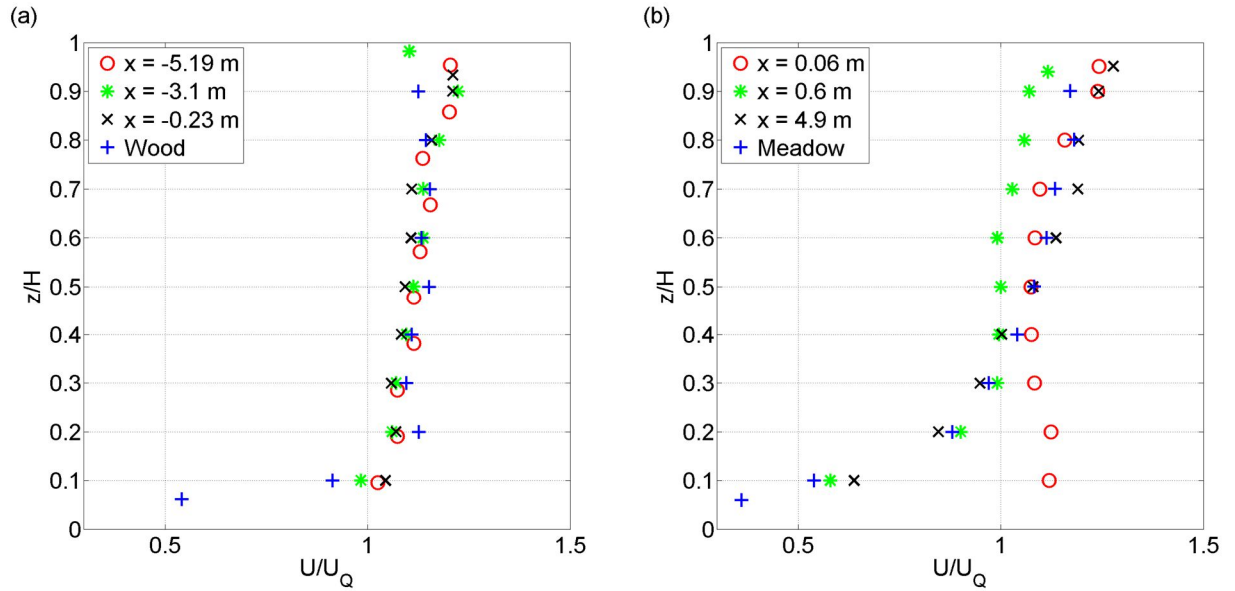 (a)
x = -5.19 m
x = -3.1 m
x = -0.23 m
Wood
1
0.9
0.8
0.7
0.6
0.5
0.4
0.3
0.2
0.1
0
z/H
0.5
1
1.5
U/U_Q
(b)
x = 0.06 m
x = 0.6 m
x = 4.9 m
Meadow
1
0.9
0.8
0.7
0.6
0.5
0.4
0.3
0.2
0.1
0
z/H
0.5
1
1.5
U/U_Q